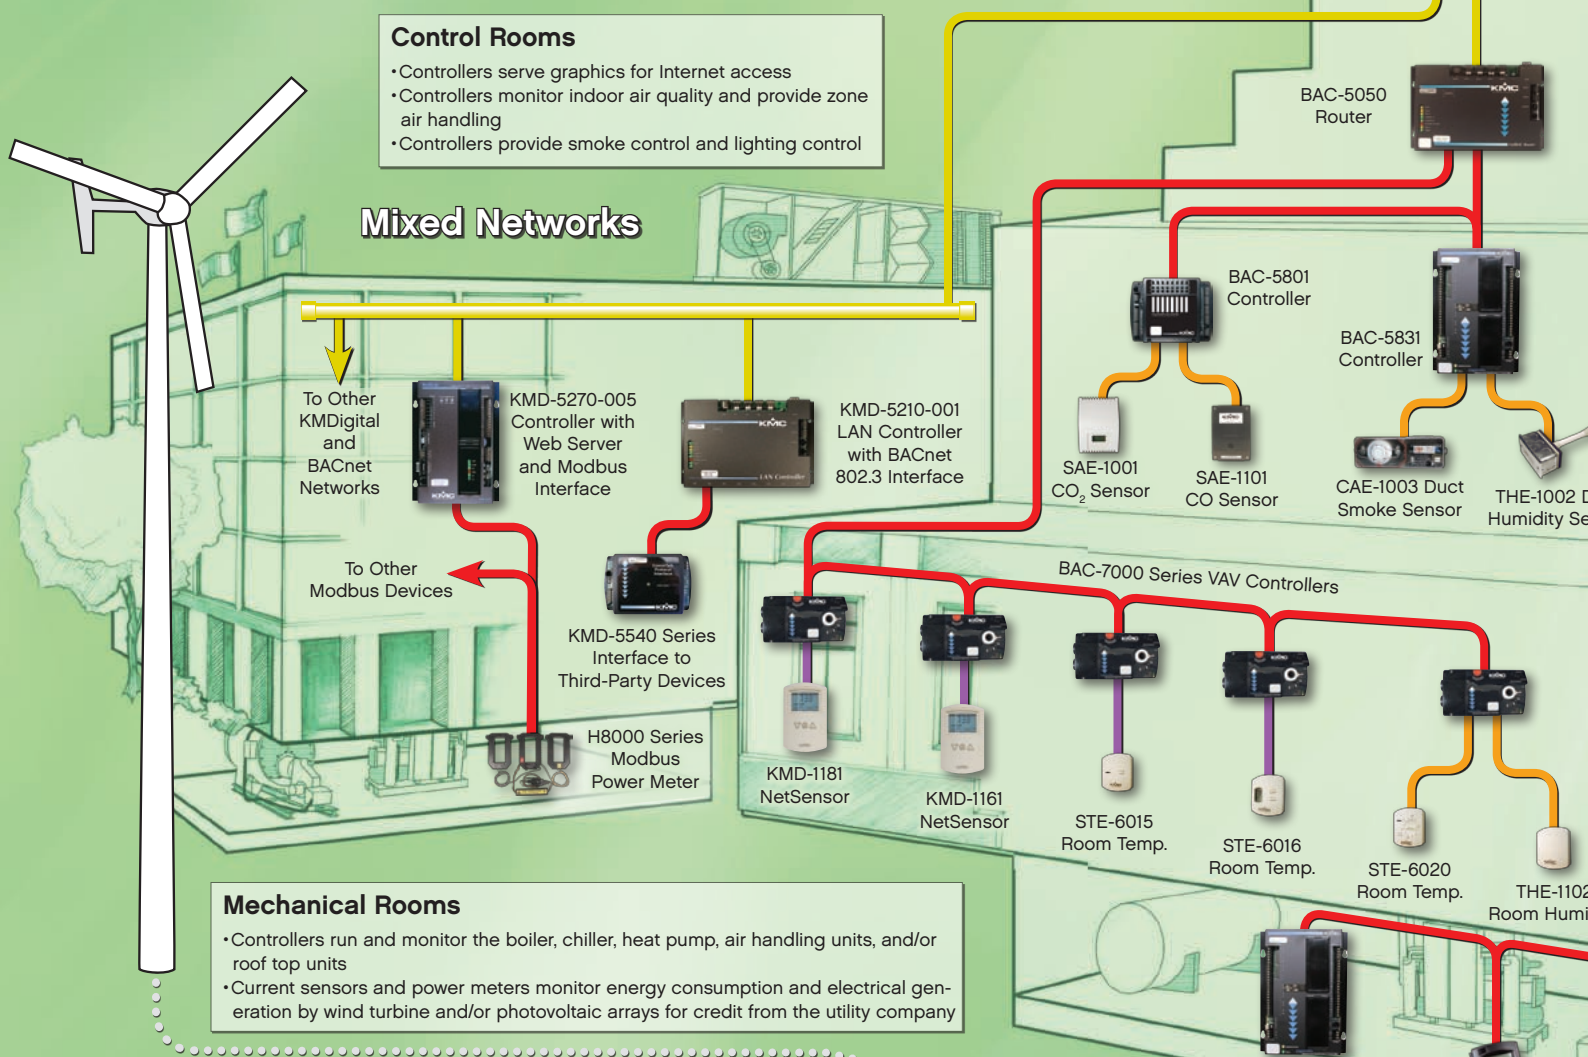 Control Rooms
•Controllers serve graphics for Internet access
•Controllers monitor indoor air quality and provide zone
air handling
•Controllers provide smoke control and lighting control
Mixed Networks
BAC-5050
Router
KMC
BAC-5801
Controller
BAC-5831
Controller
To Other
KMDigital
and
BACnet
Networks
KMD-5270-005
Controller with
Web Server
and Modbus
Interface
KMC
KMC
LAN Controller
KMD-5210-001
LAN Controller
with BACnet
802.3 Interface
SAE-1001
CO₂ Sensor
SAE-1101
CO Sensor
CAE-1003 Duct
Smoke Sensor
THE-1002 D
Humidity Se
To Other
Modbus Devices
KMC
KMD-5540 Series
Interface to
Third-Party Devices
BAC-7000 Series VAV Controllers
H8000 Series
Modbus
Power Meter
KMD-1181
NetSensor
KMD-1161
NetSensor
STE-6015
Room Temp.
STE-6016
Room Temp.
STE-6020
Room Temp.
THE-1102
Room Humi
Mechanical Rooms
•Controllers run and monitor the boiler, chiller, heat pump, air handling units, and/or
roof top units
•Current sensors and power meters monitor energy consumption and electrical gen-
eration by wind turbine and/or photovoltaic arrays for credit from the utility company